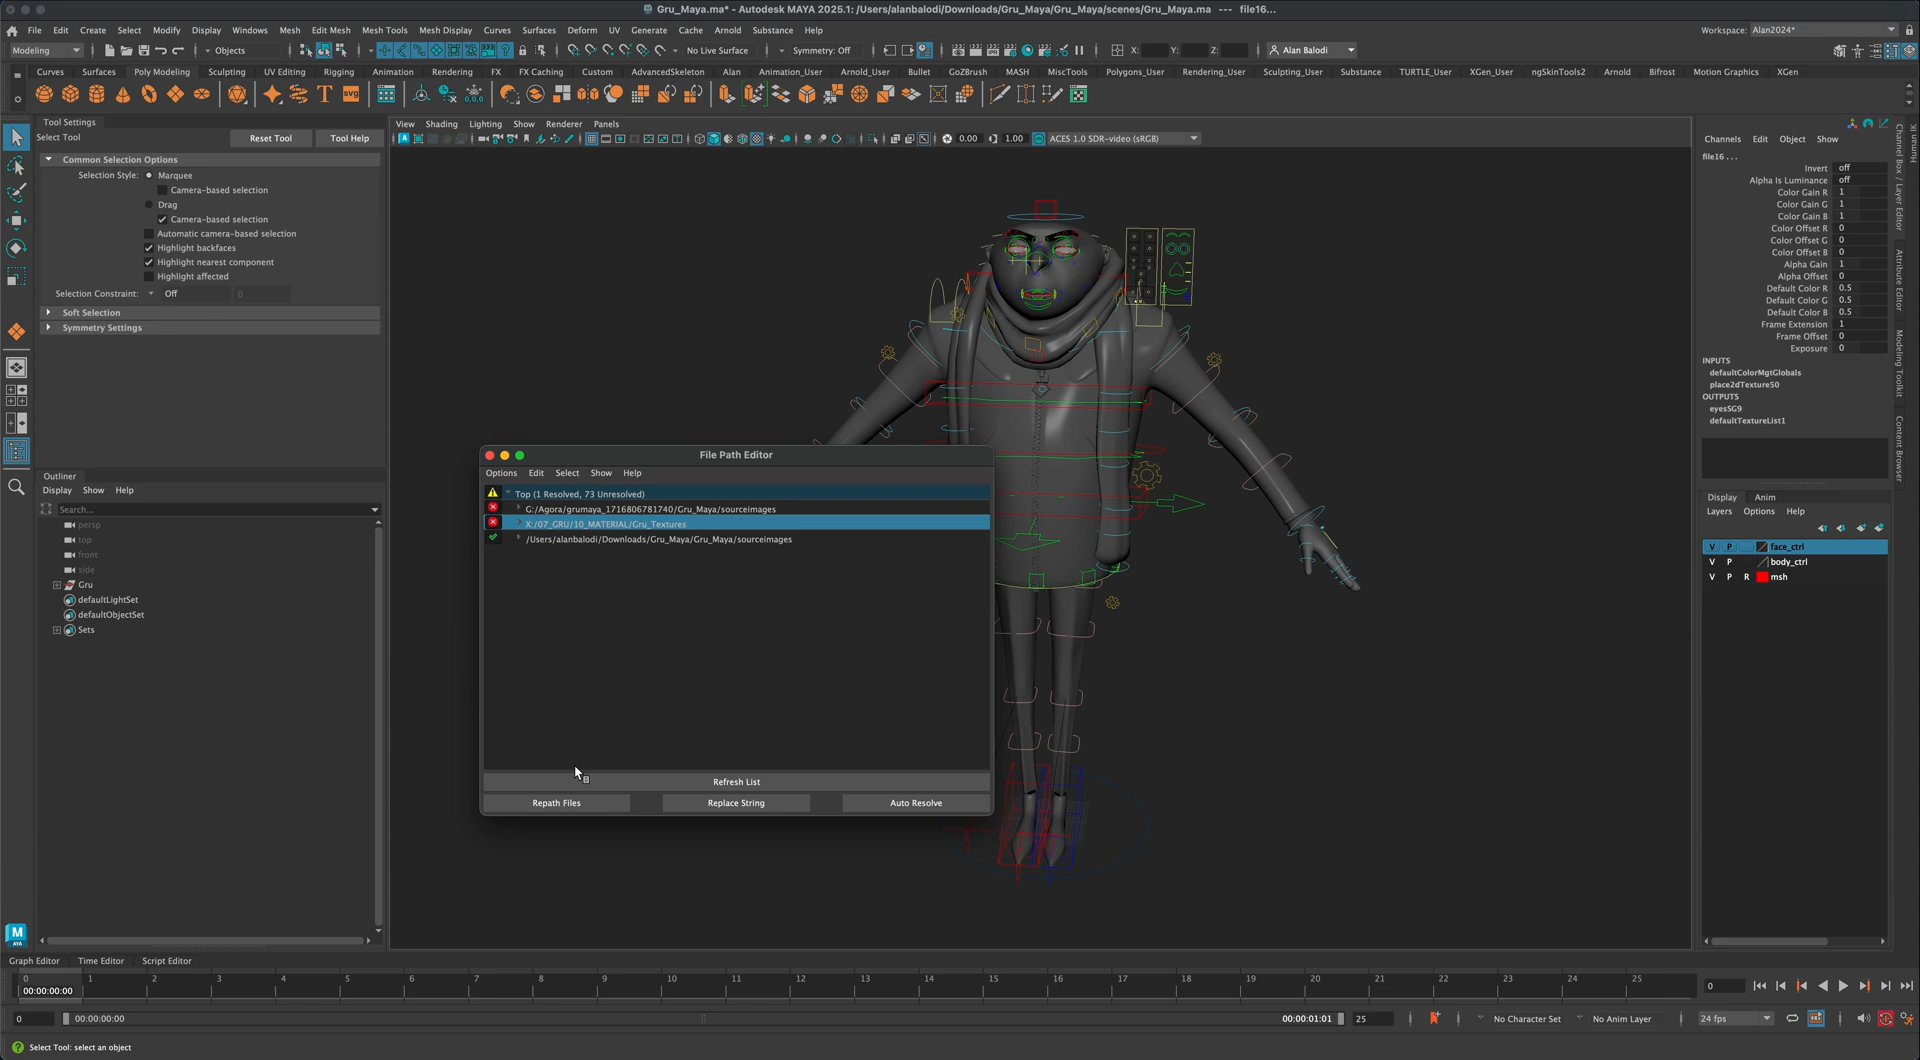 Gru_Maya.ma* - Autodesk MAYA 2025.1: /Users/alanbalodi/Downloads/Gru_Maya/Gru_Maya/scenes/Gru_Maya.ma   ---   file16...
File Edit Create Select Modify Display Windows Mesh Edit Mesh Mesh Tools Mesh Display Curves Surfaces Deform UV Generate Cache Arnold Substance Help
Workspace: Alan2024*
Modeling Objects No Live Surface Symmetry: Off X: Y: Z: Alan Balodi
Curves Surfaces Poly Modeling Sculpting UV Editing Rigging Animation Rendering FX FX Caching Custom AdvancedSkeleton Alan Animation_User Arnold_User Bullet GoZBrush MASH MiscTools Polygons_User Rendering_User Sculpting_User Substance TURTLE_User XGen_User ngSkinTools2 Arnold Bifrost Motion Graphics XGen
Tool Settings
Select Tool
Reset Tool
Tool Help
Common Selection Options
Selection Style: Marquee
Camera-based selection
Drag
Camera-based selection
Automatic camera-based selection
Highlight backfaces
Highlight nearest component
Highlight affected
Selection Constraint: Off 0
Soft Selection
Symmetry Settings
View Shading Lighting Show Renderer Panels
0.00 1.00 ACES 1.0 SDR-video (sRGB)
Outliner
Display Show Help
Search...
persp
top
front
side
Gru
defaultLightSet
defaultObjectSet
Sets
File Path Editor
Options Edit Select Show Help
Top (1 Resolved, 73 Unresolved)
G:/Agora/grumaya_1716806781740/Gru_Maya/sourceimages
X:/07_GRU/10_MATERIAL/Gru_Textures
/Users/alanbalodi/Downloads/Gru_Maya/Gru_Maya/sourceimages
Refresh List
Repath Files
Replace String
Auto Resolve
Channels Edit Object Show
file16 ...
Invert off
Alpha Is Luminance off
Color Gain R 1
Color Gain G 1
Color Gain B 1
Color Offset R 0
Color Offset G 0
Color Offset B 0
Alpha Gain 1
Alpha Offset 0
Default Color R 0.5
Default Color G 0.5
Default Color B 0.5
Frame Extension 1
Frame Offset 0
Exposure 0
INPUTS
defaultColorMgtGlobals
place2dTexture50
OUTPUTS
eyesSG9
defaultTextureList1
Channel Box / Layer Editor
Attribute Editor
Modeling Toolkit
Content Browser
Display Anim
Layers Options Help
V P face_ctrl
V P body_ctrl
V P R msh
Graph Editor Time Editor Script Editor
0 1 2 3 4 5 6 7 8 9 10 11 12 13 14 15 16 17 18 19 20 21 22 23 24 25
00:00:00:00
0
0 00:00:00:00 00:00:01:01 25 No Character Set No Anim Layer 24 fps
Select Tool: select an object